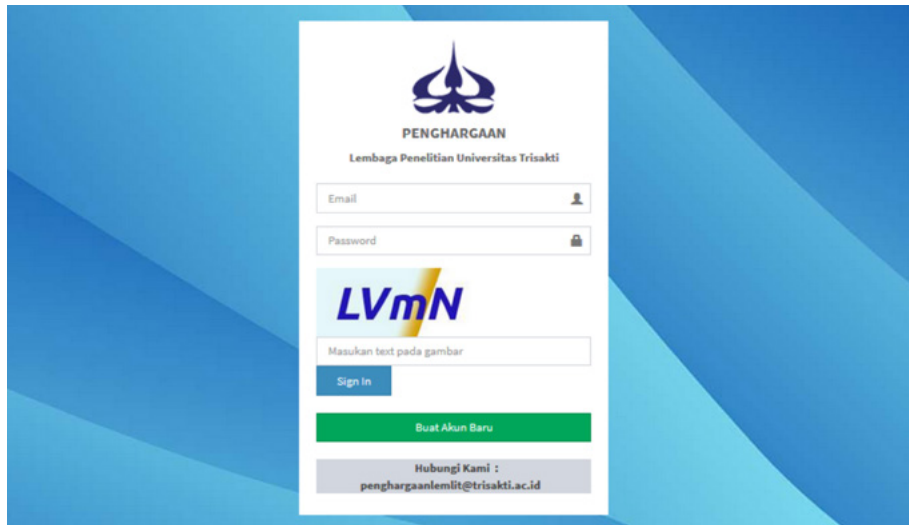 PENGHARGAAN
Lembaga Penelitian Universitas Trisakti
Email
Password
LVmN
Masukan text pada gambar
Sign In
Buat Akun Baru
Hubungi Kami :
penghargaanlemlit@trisakti.ac.id